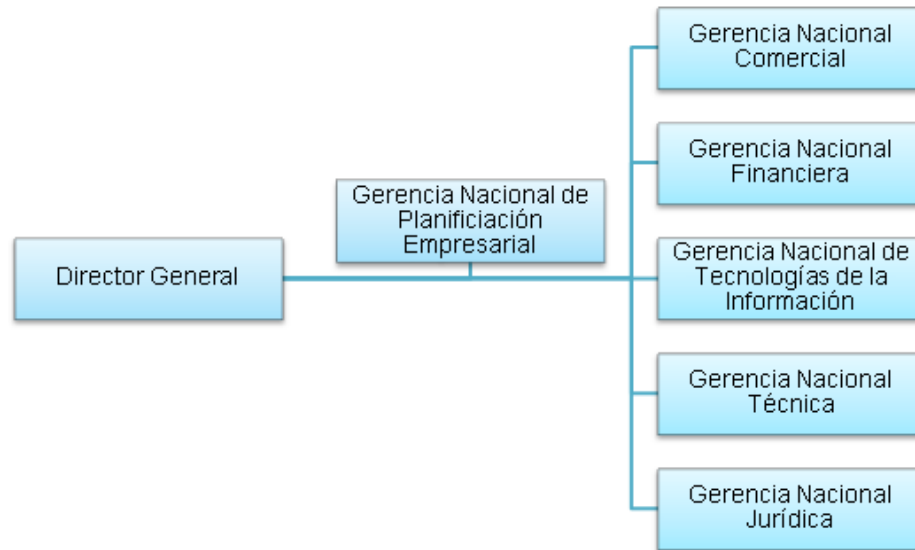 Gerencia Nacional
Comercial
Gerencia Nacional
Financiera
Gerencia Nacional de
Planificiación
Empresarial
Director General
Gerencia Nacional de
Tecnologías de la
Información
Gerencia Nacional
Técnica
Gerencia Nacional
Jurídica